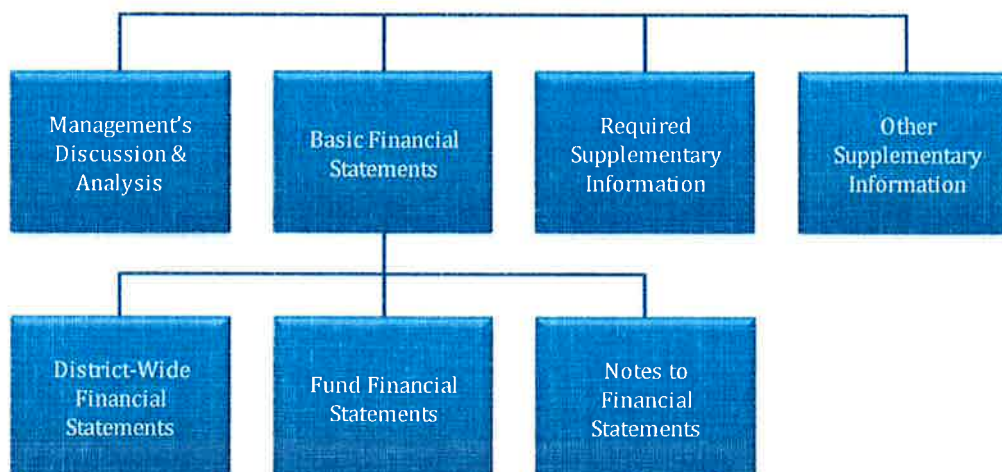 Management's
Discussion &
Analysis
Basic Financial
Statements
Required
Supplementary
Information
Other
Supplementary
Information
District-Wide
Financial
Statements
Fund Financial
Statements
Notes to
Financial
Statements